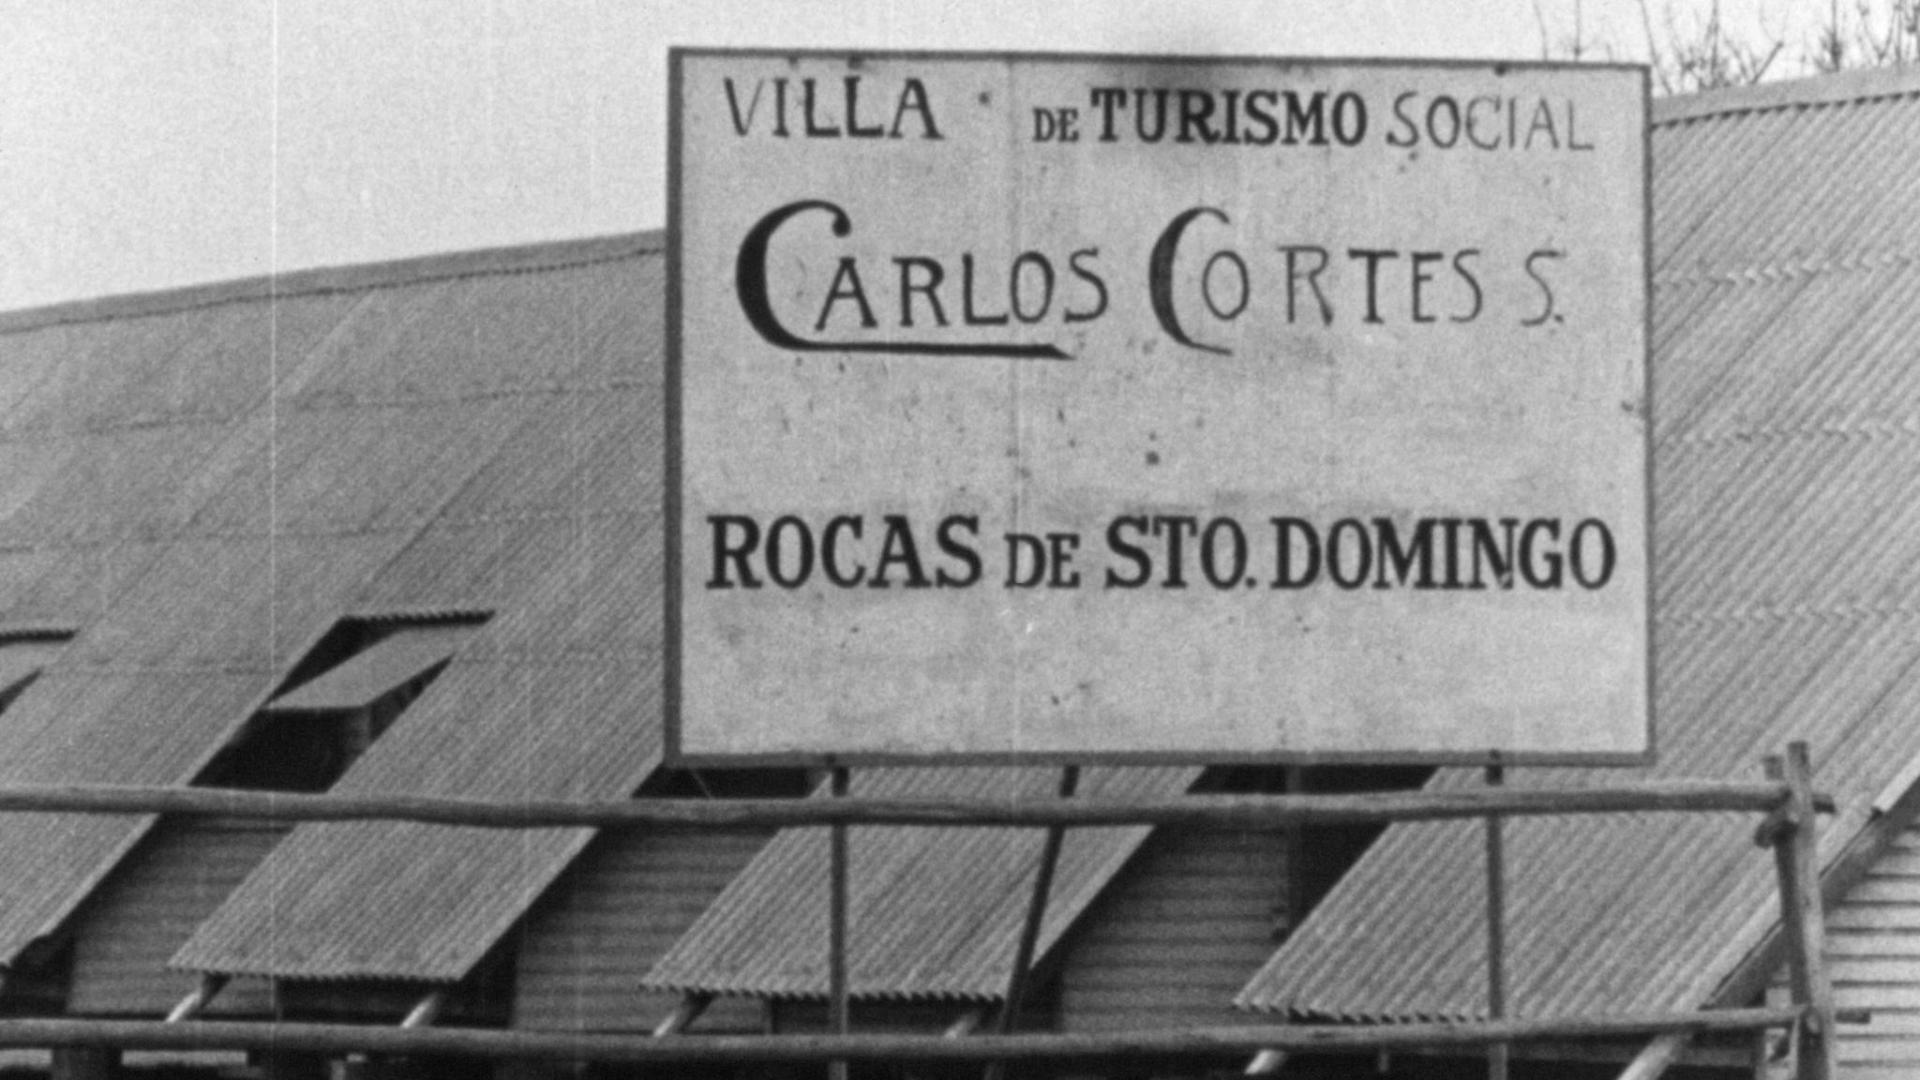 VILLA DE TURISMO SOCIAL
CARLOS CORTES S.
ROCAS DE STO. DOMINGO